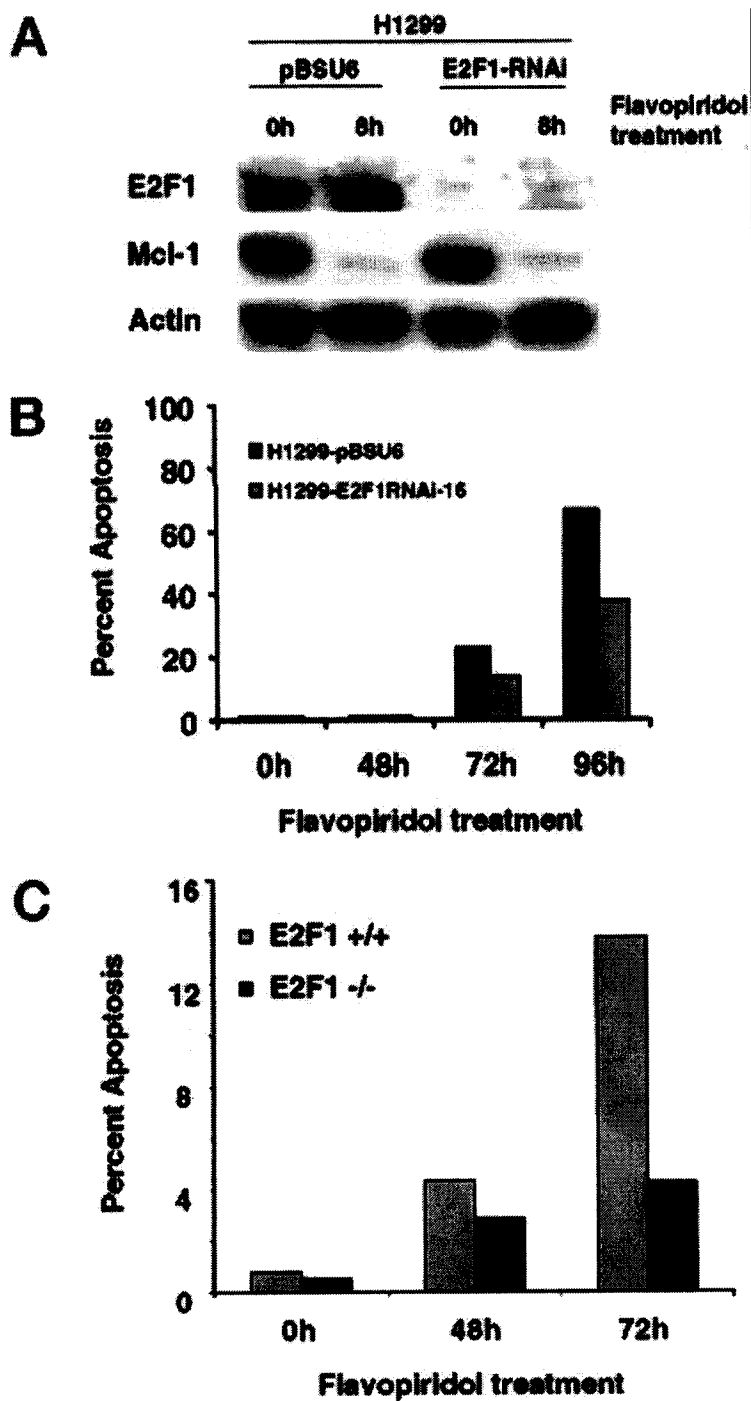 A
H1299
pBSU6 E2F1-RNAi
0h 8h 0h 8h
Flavopiridol
treatment
E2F1
Mcl-1
Actin
B
Percent Apoptosis
100
80
60
40
20
0
H1299-pBSU6
H1299-E2F1RNAi-16
0h 48h 72h 96h
Flavopiridol treatment
C
Percent Apoptosis
16
12
8
4
0
E2F1 +/+
E2F1 -/-
0h 48h 72h
Flavopiridol treatment